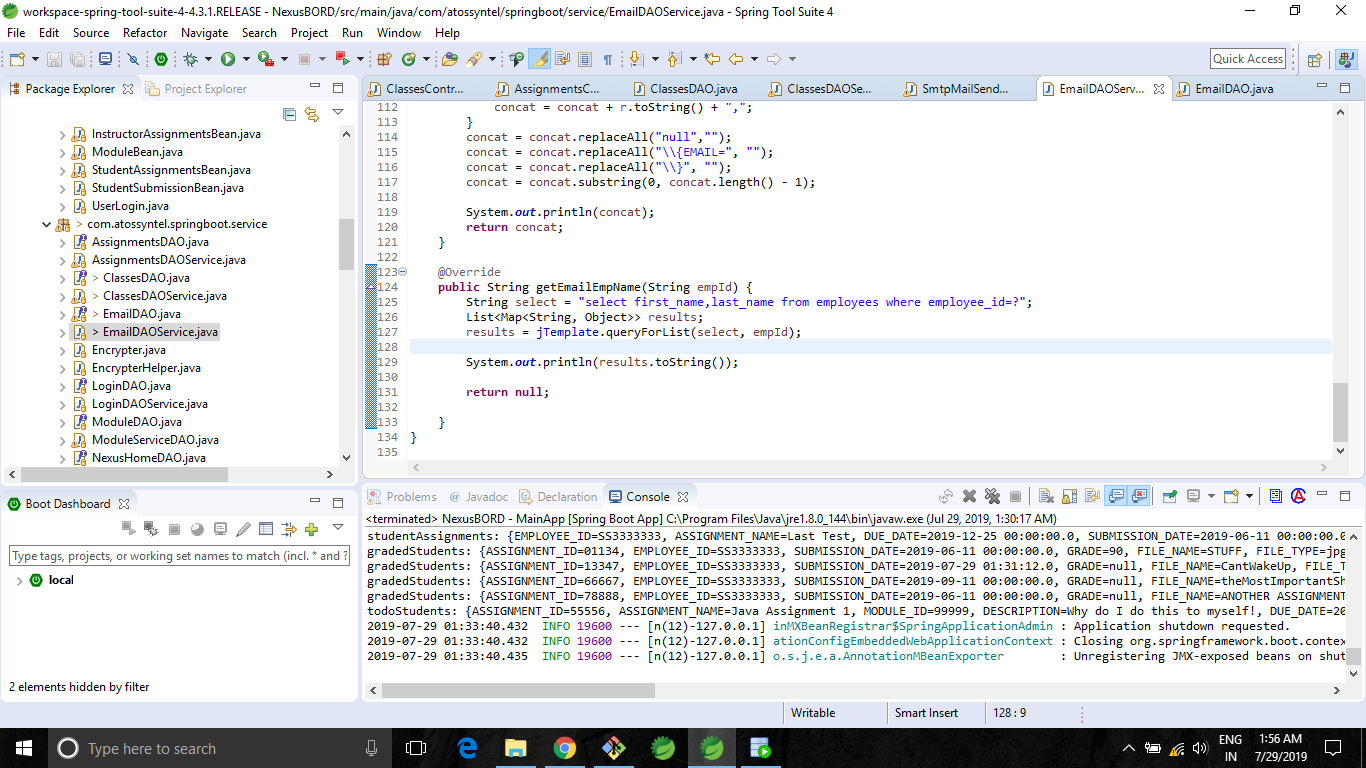 workspace-spring-tool-suite-4-4.3.1.RELEASE - NexusBORD/src/main/java/com/atossyntel/springboot/service/EmailDAOService.java - Spring Tool Suite 4
File Edit Source Refactor Navigate Search Project Run Window Help
Quick Access
Package Explorer Project Explorer
InstructorAssignmentsBean.java
ModuleBean.java
StudentAssignmentsBean.java
StudentSubmissionBean.java
UserLogin.java
> com.atossyntel.springboot.service
AssignmentsDAO.java
AssignmentsDAOService.java
> ClassesDAO.java
> ClassesDAOService.java
> EmailDAO.java
> EmailDAOService.java
Encrypter.java
EncrypterHelper.java
LoginDAO.java
LoginDAOService.java
ModuleDAO.java
ModuleServiceDAO.java
NexusHomeDAO.java
ClassesContr... AssignmentsC... ClassesDAO.java ClassesDAOSe... SmtpMailSend... EmailDAOServ... EmailDAO.java
112 concat = concat + r.toString() + ",";
113 }
114 concat = concat.replaceAll("null","");
115 concat = concat.replaceAll("\\{EMAIL=", "");
116 concat = concat.replaceAll("\\}", "");
117 concat = concat.substring(0, concat.length() - 1);
118
119 System.out.println(concat);
120 return concat;
121 }
122
123 @Override
124 public String getEmailEmpName(String empId) {
125 String select = "select first_name,last_name from employees where employee_id=?";
126 List<Map<String, Object>> results;
127 results = jTemplate.queryForList(select, empId);
128
129 System.out.println(results.toString());
130
131 return null;
132
133 }
134 }
135
Boot Dashboard
Type tags, projects, or working set names to match (incl. * and ?
local
2 elements hidden by filter
Problems @ Javadoc Declaration Console
<terminated> NexusBORD - MainApp [Spring Boot App] C:\Program Files\Java\jre1.8.0_144\bin\javaw.exe (Jul 29, 2019, 1:30:17 AM)
studentAssignments: {EMPLOYEE_ID=SS3333333, ASSIGNMENT_NAME=Last Test, DUE_DATE=2019-12-25 00:00:00.0, SUBMISSION_DATE=2019-06-11 00:00:00.0,
gradedStudents: {ASSIGNMENT_ID=01134, EMPLOYEE_ID=SS3333333, SUBMISSION_DATE=2019-06-11 00:00:00.0, GRADE=90, FILE_NAME=STUFF, FILE_TYPE=jpg
gradedStudents: {ASSIGNMENT_ID=13347, EMPLOYEE_ID=SS3333333, SUBMISSION_DATE=2019-07-29 01:31:12.0, GRADE=null, FILE_NAME=CantWakeUp, FILE_T
gradedStudents: {ASSIGNMENT_ID=66667, EMPLOYEE_ID=SS3333333, SUBMISSION_DATE=2019-09-11 00:00:00.0, GRADE=null, FILE_NAME=theMostImportantSh
gradedStudents: {ASSIGNMENT_ID=78888, EMPLOYEE_ID=SS3333333, SUBMISSION_DATE=2019-06-11 00:00:00.0, GRADE=null, FILE_NAME=ANOTHER ASSIGNMENT
todoStudents: {ASSIGNMENT_ID=55556, ASSIGNMENT_NAME=Java Assignment 1, MODULE_ID=99999, DESCRIPTION=Why do I do this to myself!, DUE_DATE=20
2019-07-29 01:33:40.432 INFO 19600 --- [n(12)-127.0.0.1] inMXBeanRegistrar$SpringApplicationAdmin : Application shutdown requested.
2019-07-29 01:33:40.432 INFO 19600 --- [n(12)-127.0.0.1] ationConfigEmbeddedWebApplicationContext : Closing org.springframework.boot.contex
2019-07-29 01:33:40.435 INFO 19600 --- [n(12)-127.0.0.1] o.s.j.e.a.AnnotationMBeanExporter : Unregistering JMX-exposed beans on shut
Writable Smart Insert 128 : 9
Type here to search
ENG
IN
1:56 AM
7/29/2019